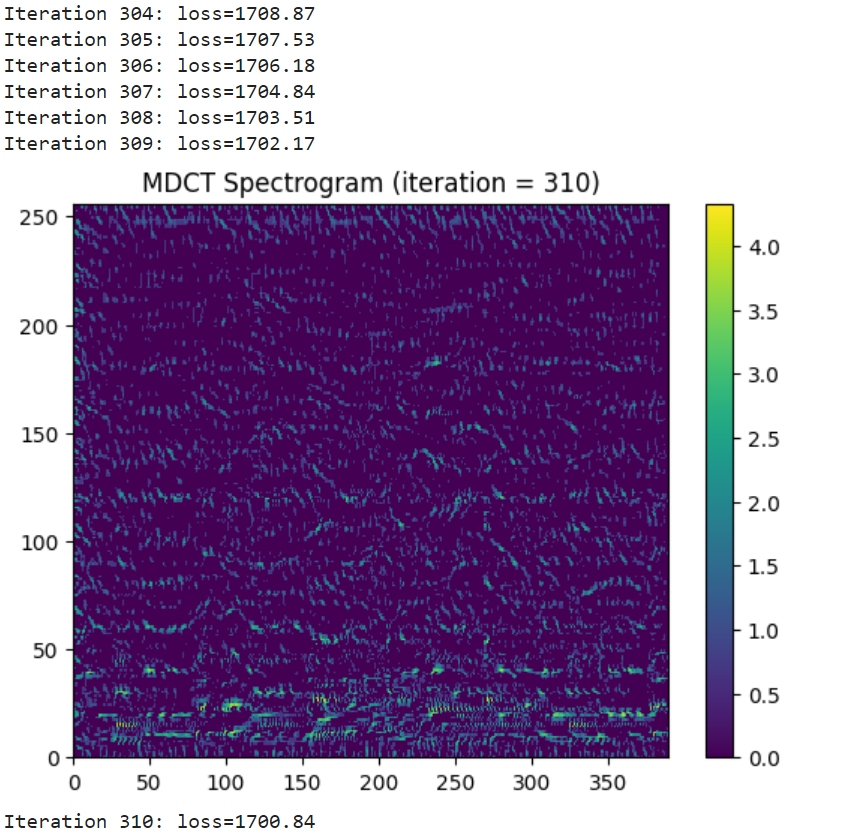 Iteration 304: loss=1708.87
Iteration 305: loss=1707.53
Iteration 306: loss=1706.18
Iteration 307: loss=1704.84
Iteration 308: loss=1703.51
Iteration 309: loss=1702.17
MDCT Spectrogram (iteration = 310)
250
200
150
100
50
0
0 50 100 150 200 250 300 350
4.0
3.5
3.0
2.5
2.0
1.5
1.0
0.5
0.0
Iteration 310: loss=1700.84